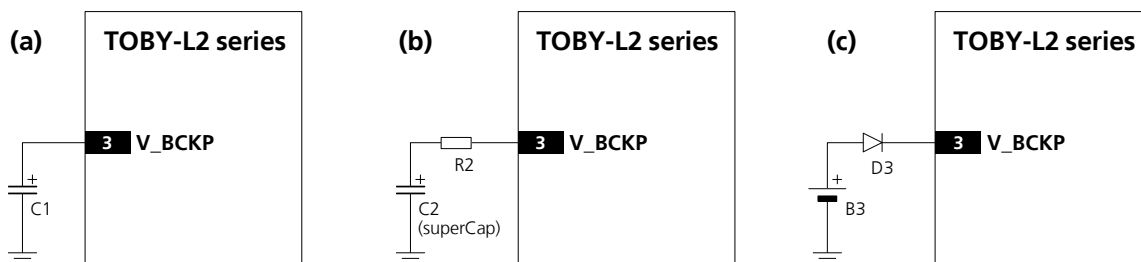 (a) TOBY-L2 series
3 V_BCKP
+
C1
(b) TOBY-L2 series
3 V_BCKP
R2
+
C2
(superCap)
(c) TOBY-L2 series
3 V_BCKP
D3
+
B3